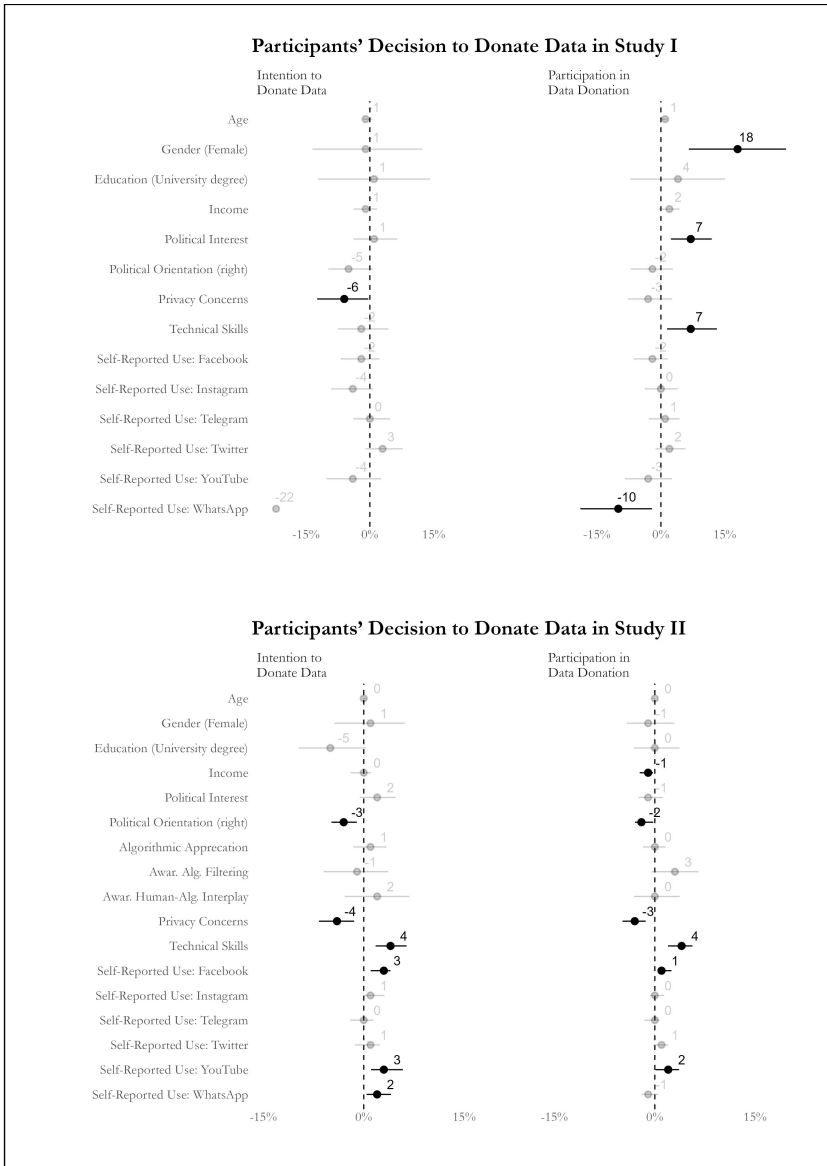 Participants’ Decision to Donate Data in Study I
Intention to
Donate Data
Participation in
Data Donation
Age -1 1
Gender (Female) -1 18
Education (University degree) 1 4
Income -1 2
Political Interest 1 7
Political Orientation (right) -5 -2
Privacy Concerns -6 -3
Technical Skills -2 7
Self-Reported Use: Facebook -2 -2
Self-Reported Use: Instagram -4 0
Self-Reported Use: Telegram 0 1
Self-Reported Use: Twitter 3 2
Self-Reported Use: YouTube -4 -3
Self-Reported Use: WhatsApp -22 -10
-15% 0% 15% -15% 0% 15%
Participants’ Decision to Donate Data in Study II
Intention to
Donate Data
Participation in
Data Donation
Age 0 0
Gender (Female) 1 -1
Education (University degree) -5 0
Income 0 -1
Political Interest 2 -1
Political Orientation (right) -3 -2
Algorithmic Apprecation 1 0
Awar. Alg. Filtering -1 3
Awar. Human-Alg. Interplay 2 0
Privacy Concerns -4 -3
Technical Skills 4 4
Self-Reported Use: Facebook 3 1
Self-Reported Use: Instagram 1 0
Self-Reported Use: Telegram 0 0
Self-Reported Use: Twitter 1 1
Self-Reported Use: YouTube 3 2
Self-Reported Use: WhatsApp 2 -1
-15% 0% 15% -15% 0% 15%